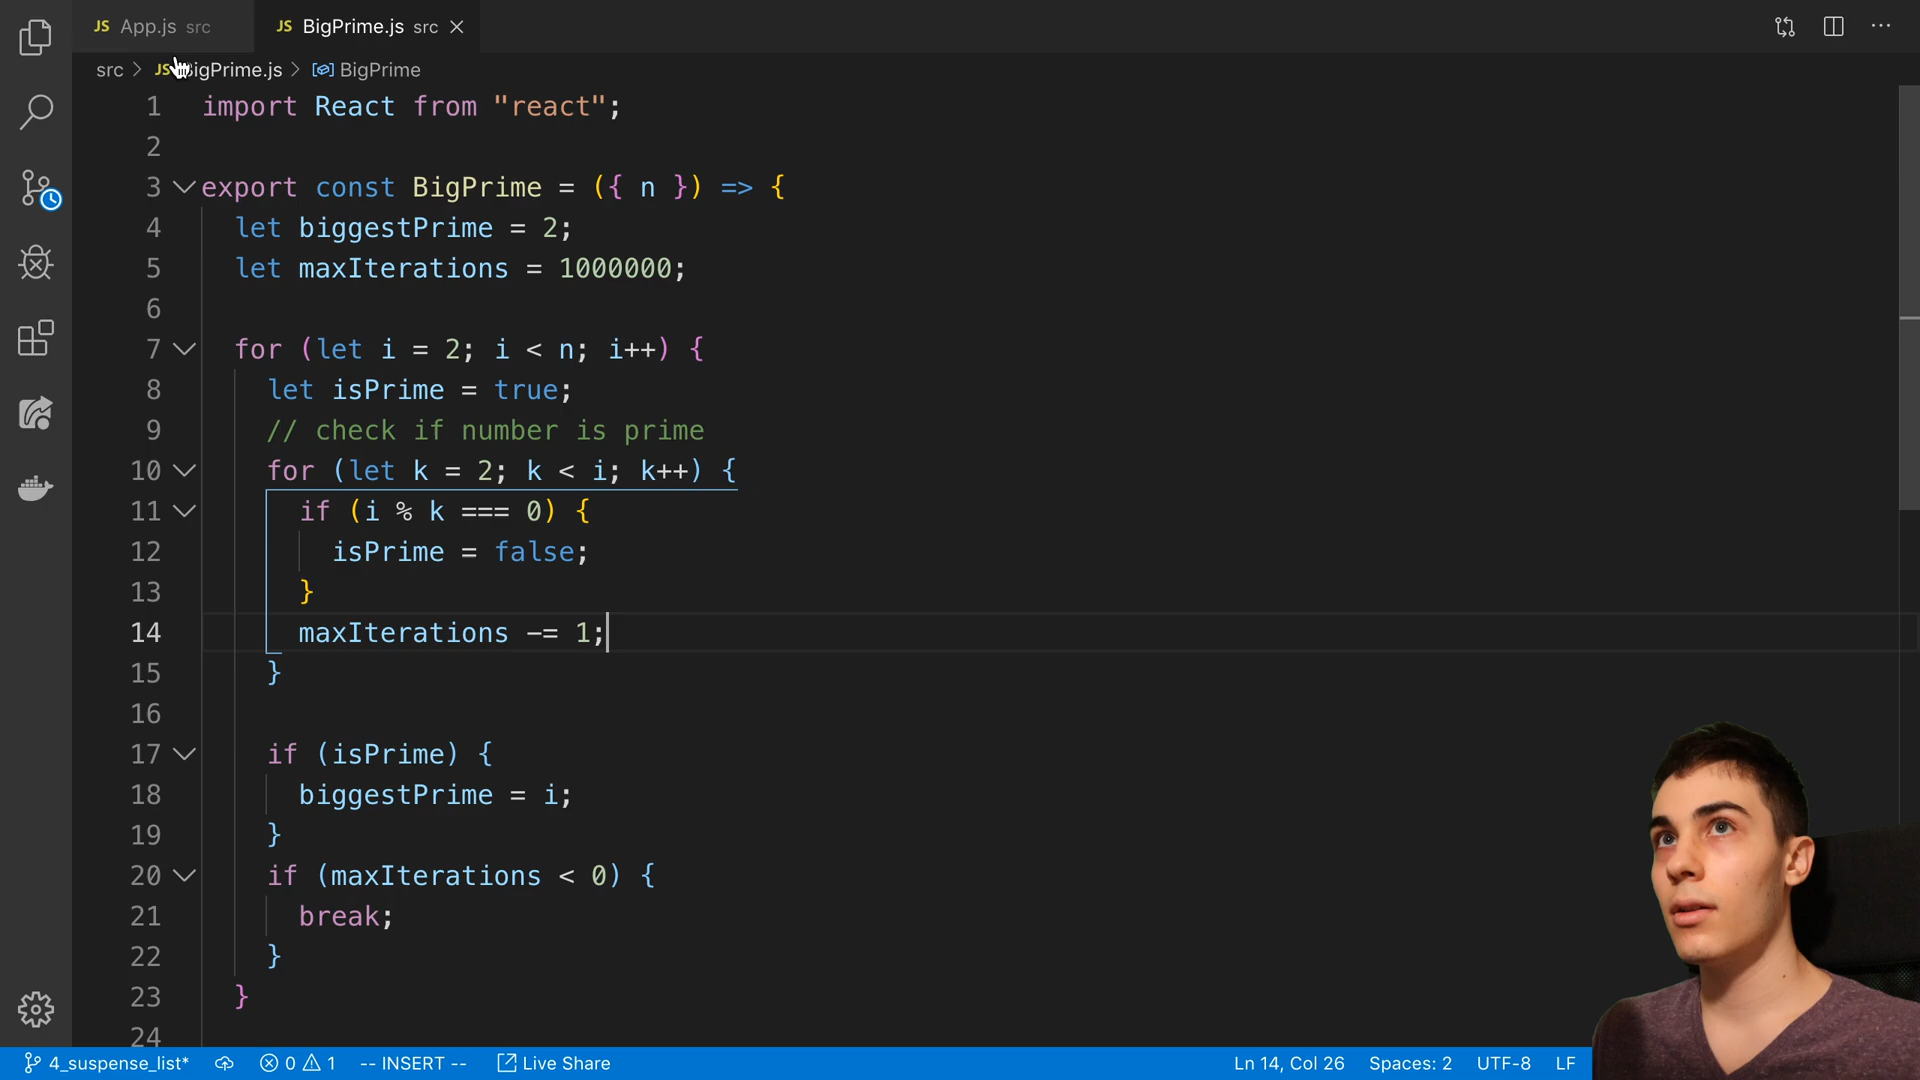 JS App.js src
JS BigPrime.js src
src > JS BigPrime.js > BigPrime
1 import React from "react";
2
3 export const BigPrime = ({ n }) => {
4 let biggestPrime = 2;
5 let maxIterations = 1000000;
6
7 for (let i = 2; i < n; i++) {
8 let isPrime = true;
9 // check if number is prime
10 for (let k = 2; k < i; k++) {
11 if (i % k === 0) {
12 isPrime = false;
13 }
14 maxIterations -= 1;
15 }
16
17 if (isPrime) {
18 biggestPrime = i;
19 }
20 if (maxIterations < 0) {
21 break;
22 }
23 }
24
4_suspense_list* 0 1 -- INSERT -- Live Share Ln 14, Col 26 Spaces: 2 UTF-8 LF